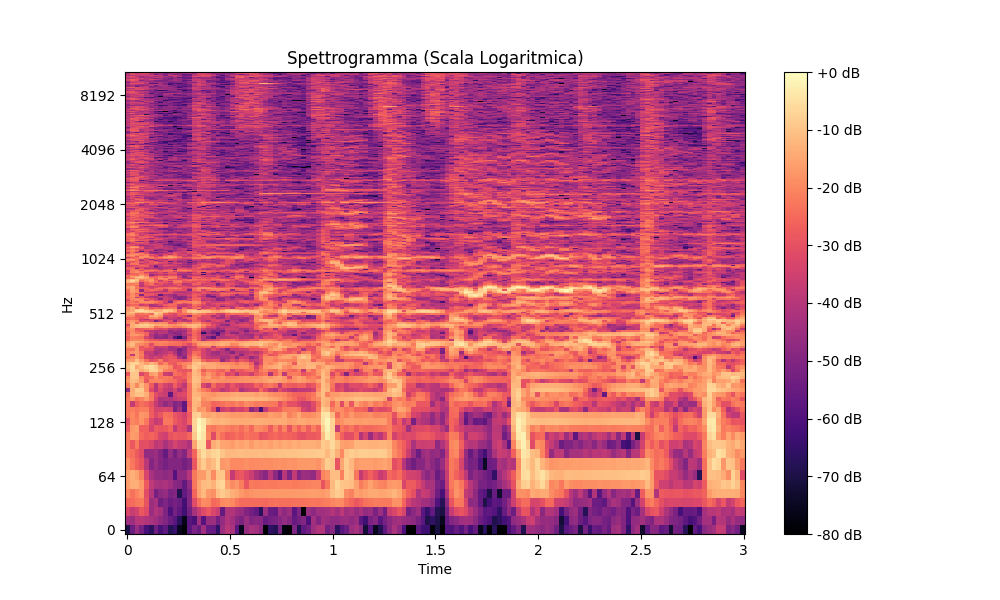 Spettrogramma (Scala Logaritmica)
Hz
8192
4096
2048
1024
512
256
128
64
0
0
0.5
1
1.5
2
2.5
3
Time
+0 dB
-10 dB
-20 dB
-30 dB
-40 dB
-50 dB
-60 dB
-70 dB
-80 dB